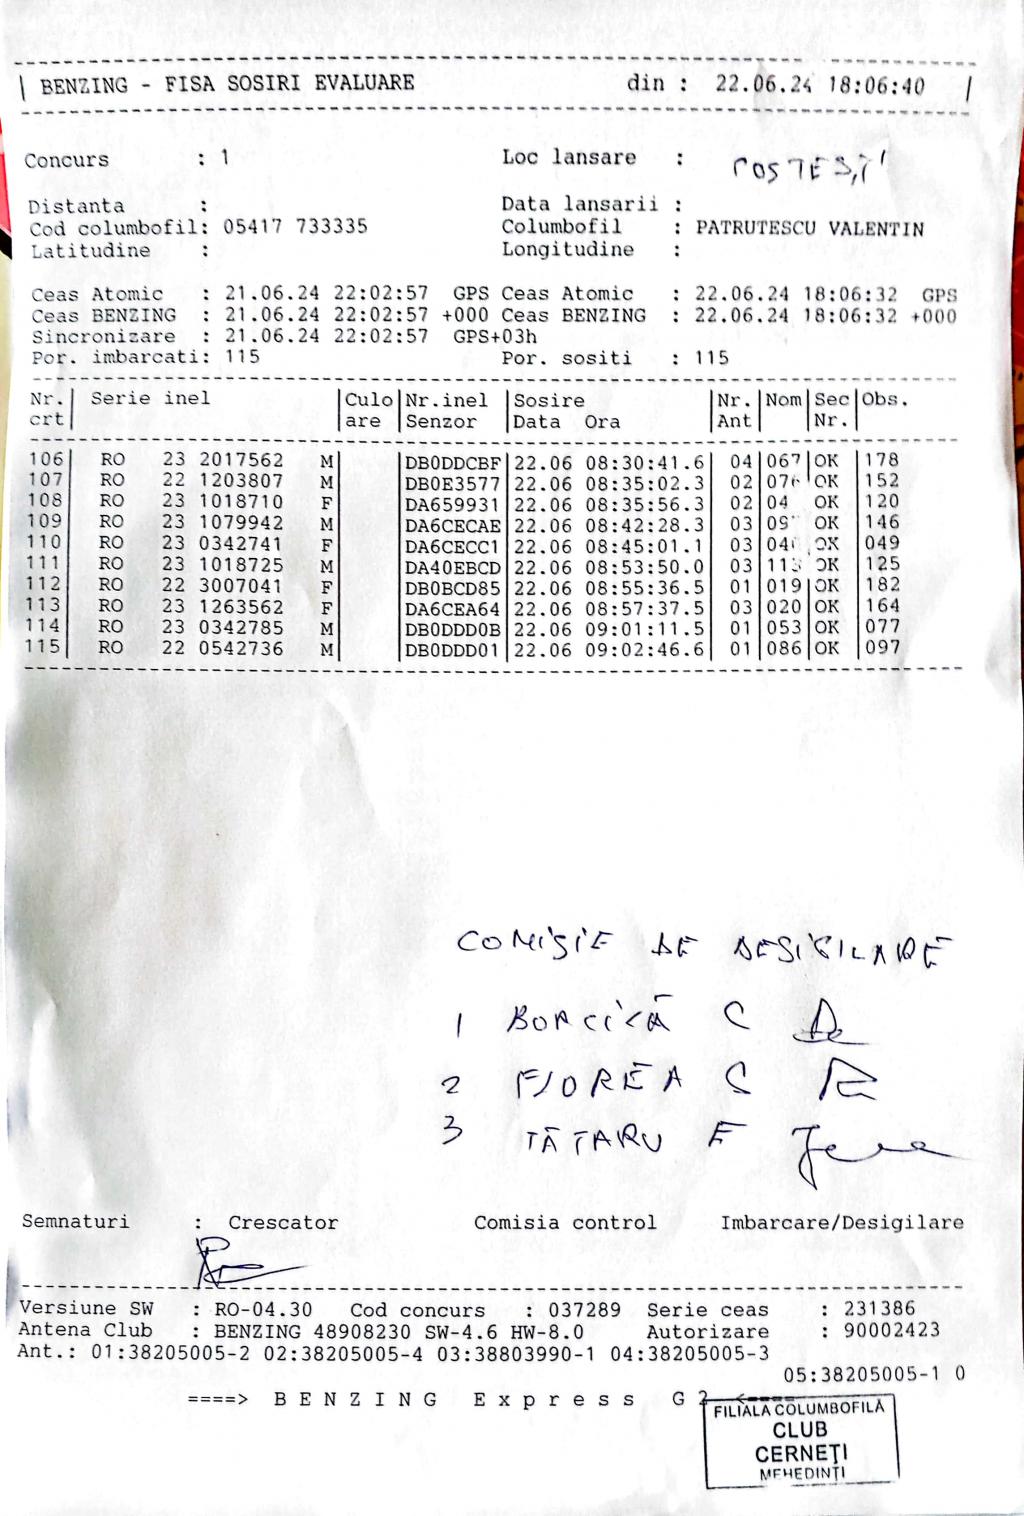 BENZING - FISA SOSIRI EVALUARE din : 22.06.24 18:06:40
Concurs : 1 Loc lansare : COSTEȘTI
Distanta : Data lansarii :
Cod columbofil: 05417 733335 Columbofil : PATRUTESCU VALENTIN
Latitudine : Longitudine :
Ceas Atomic : 21.06.24 22:02:57 GPS Ceas Atomic : 22.06.24 18:06:32 GPS
Ceas BENZING : 21.06.24 22:02:57 +000 Ceas BENZING : 22.06.24 18:06:32 +000
Sincronizare : 21.06.24 22:02:57 GPS+03h
Por. imbarcati: 115 Por. sositi : 115
Nr. Serie inel Culo Nr.inel Sosire Nr. Nom Sec Obs.
crt are Senzor Data Ora Ant Nr.
106 RO 23 2017562 M DB0DDCBF 22.06 08:30:41.6 04 067 OK 178
107 RO 22 1203807 M DB0E3577 22.06 08:35:02.3 02 OK 152
108 RO 23 1018710 F DA659931 22.06 08:35:56.3 02 OK 120
109 RO 23 1079942 M DA6CECAE 22.06 08:42:28.3 03 OK 146
110 RO 23 0342741 F DA6CECC1 22.06 08:45:01.1 03 OK 049
111 RO 23 1018725 M DA40EBCD 22.06 08:53:50.0 03 OK 125
112 RO 22 3007041 F DB0BCD85 22.06 08:55:36.5 01 019 OK 182
113 RO 23 1263562 F DA6CEA64 22.06 08:57:37.5 03 020 OK 164
114 RO 23 0342785 M DB0DDD0B 22.06 09:01:11.5 01 053 OK 077
115 RO 22 0542736 M DB0DDD01 22.06 09:02:46.6 01 086 OK 097
COMISIE DE DESIGILARE
1 C
2 FLOREA C
3 TĂTARU F
Semnaturi : Crescator Comisia control Imbarcare/Desigilare
Versiune SW : RO-04.30 Cod concurs : 037289 Serie ceas : 231386
Antena Club : BENZING 48908230 SW-4.6 HW-8.0 Autorizare : 90002423
Ant.: 01:38205005-2 02:38205005-4 03:38803990-1 04:38205005-3
05:38205005-1 0
====> BENZING Express G2 <
FILIALA COLUMBOFILĂ
CLUB
CERNEȚI
MEHEDINȚI